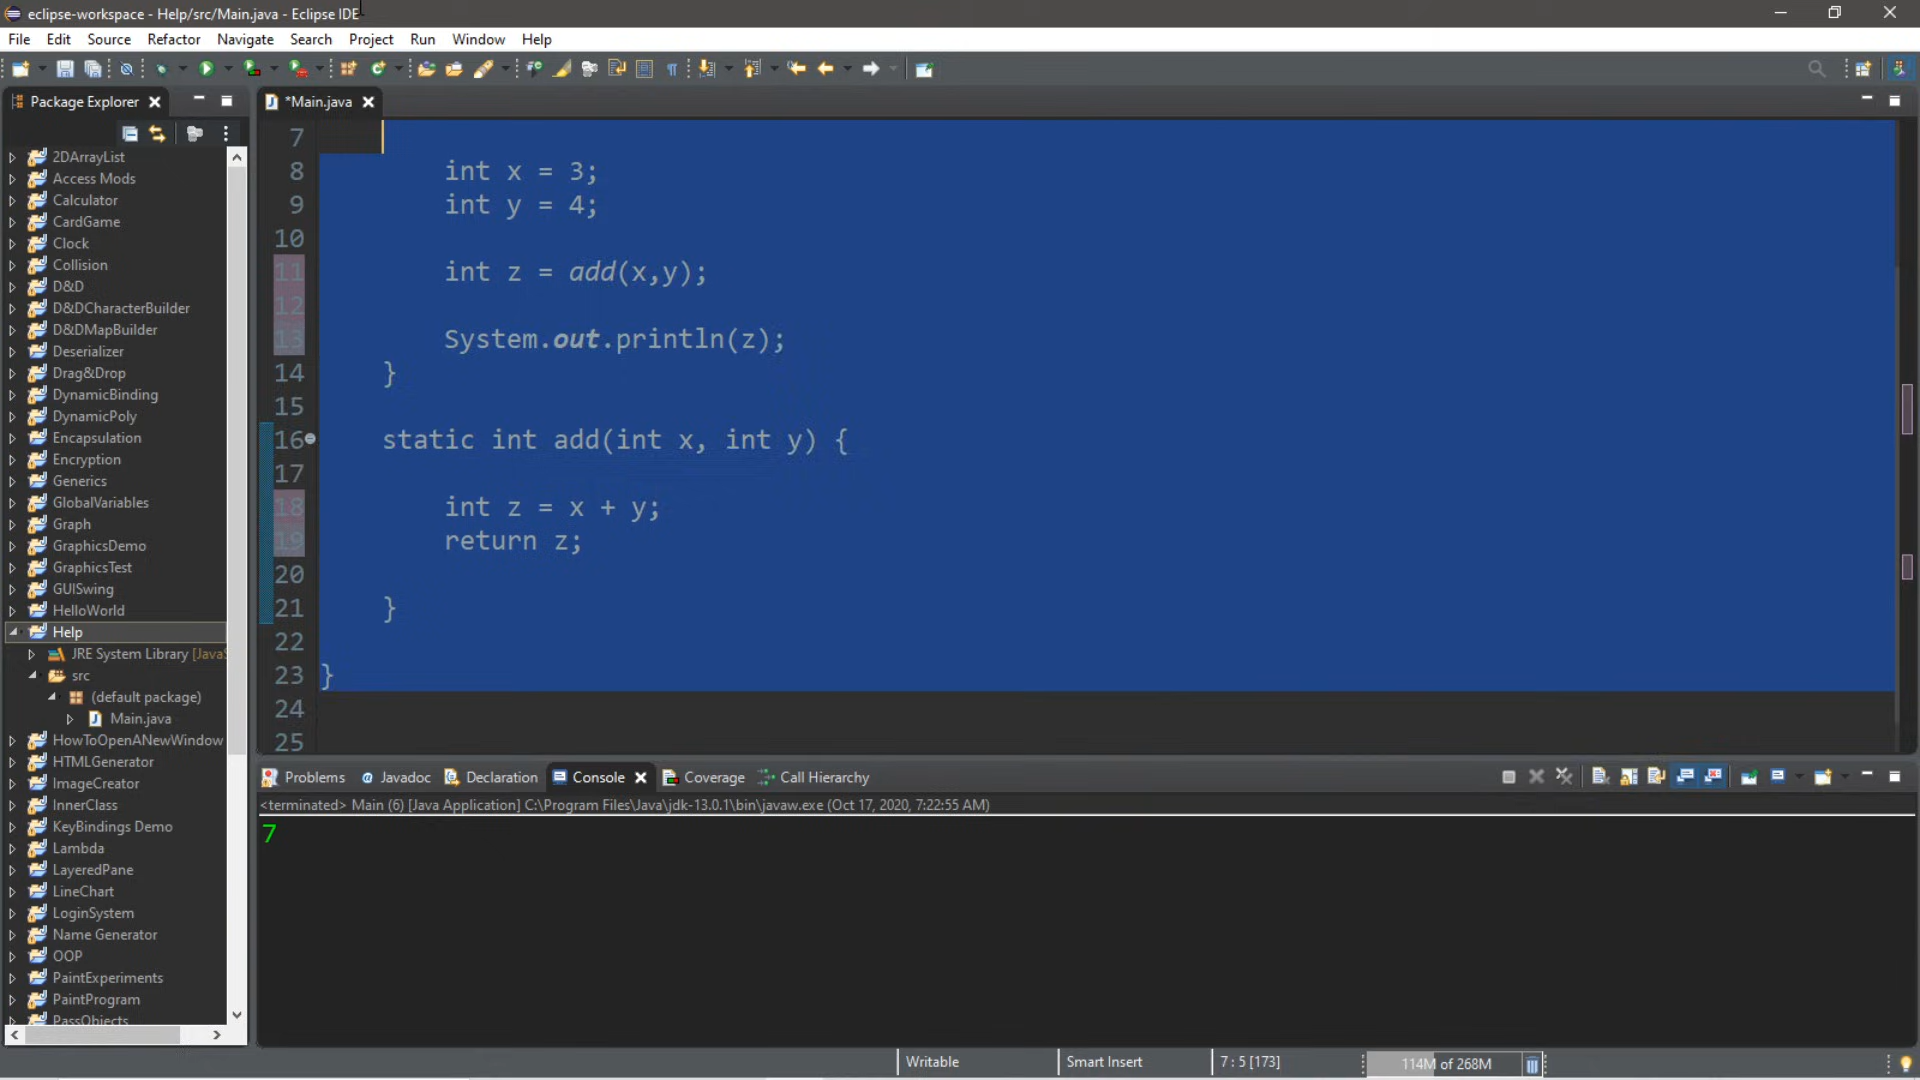 eclipse-workspace - Help/src/Main.java - Eclipse IDE
File Edit Source Refactor Navigate Search Project Run Window Help
Package Explorer
*Main.java
2DArrayList
Access Mods
Calculator
CardGame
Clock
Collision
D&D
D&DCharacterBuilder
D&DMapBuilder
Deserializer
Drag&Drop
DynamicBinding
DynamicPoly
Encapsulation
Encryption
Generics
GlobalVariables
Graph
GraphicsDemo
GraphicsTest
GUISwing
HelloWorld
Help
JRE System Library [JavaS
src
(default package)
Main.java
HowToOpenANewWindow
HTMLGenerator
ImageCreator
InnerClass
KeyBindings Demo
Lambda
LayeredPane
LineChart
LoginSystem
Name Generator
OOP
PaintExperiments
PaintProgram
PassObjects
7
8 int x = 3;
9 int y = 4;
10
11 int z = add(x,y);
12
13 System.out.println(z);
14 }
15
16 static int add(int x, int y) {
17
18 int z = x + y;
19 return z;
20
21 }
22
23 }
24
25
Problems Javadoc Declaration Console Coverage Call Hierarchy
<terminated> Main (6) [Java Application] C:\Program Files\Java\jdk-13.0.1\bin\javaw.exe (Oct 17, 2020, 7:22:55 AM)
7
Writable Smart Insert 7 : 5 [173] 114M of 268M